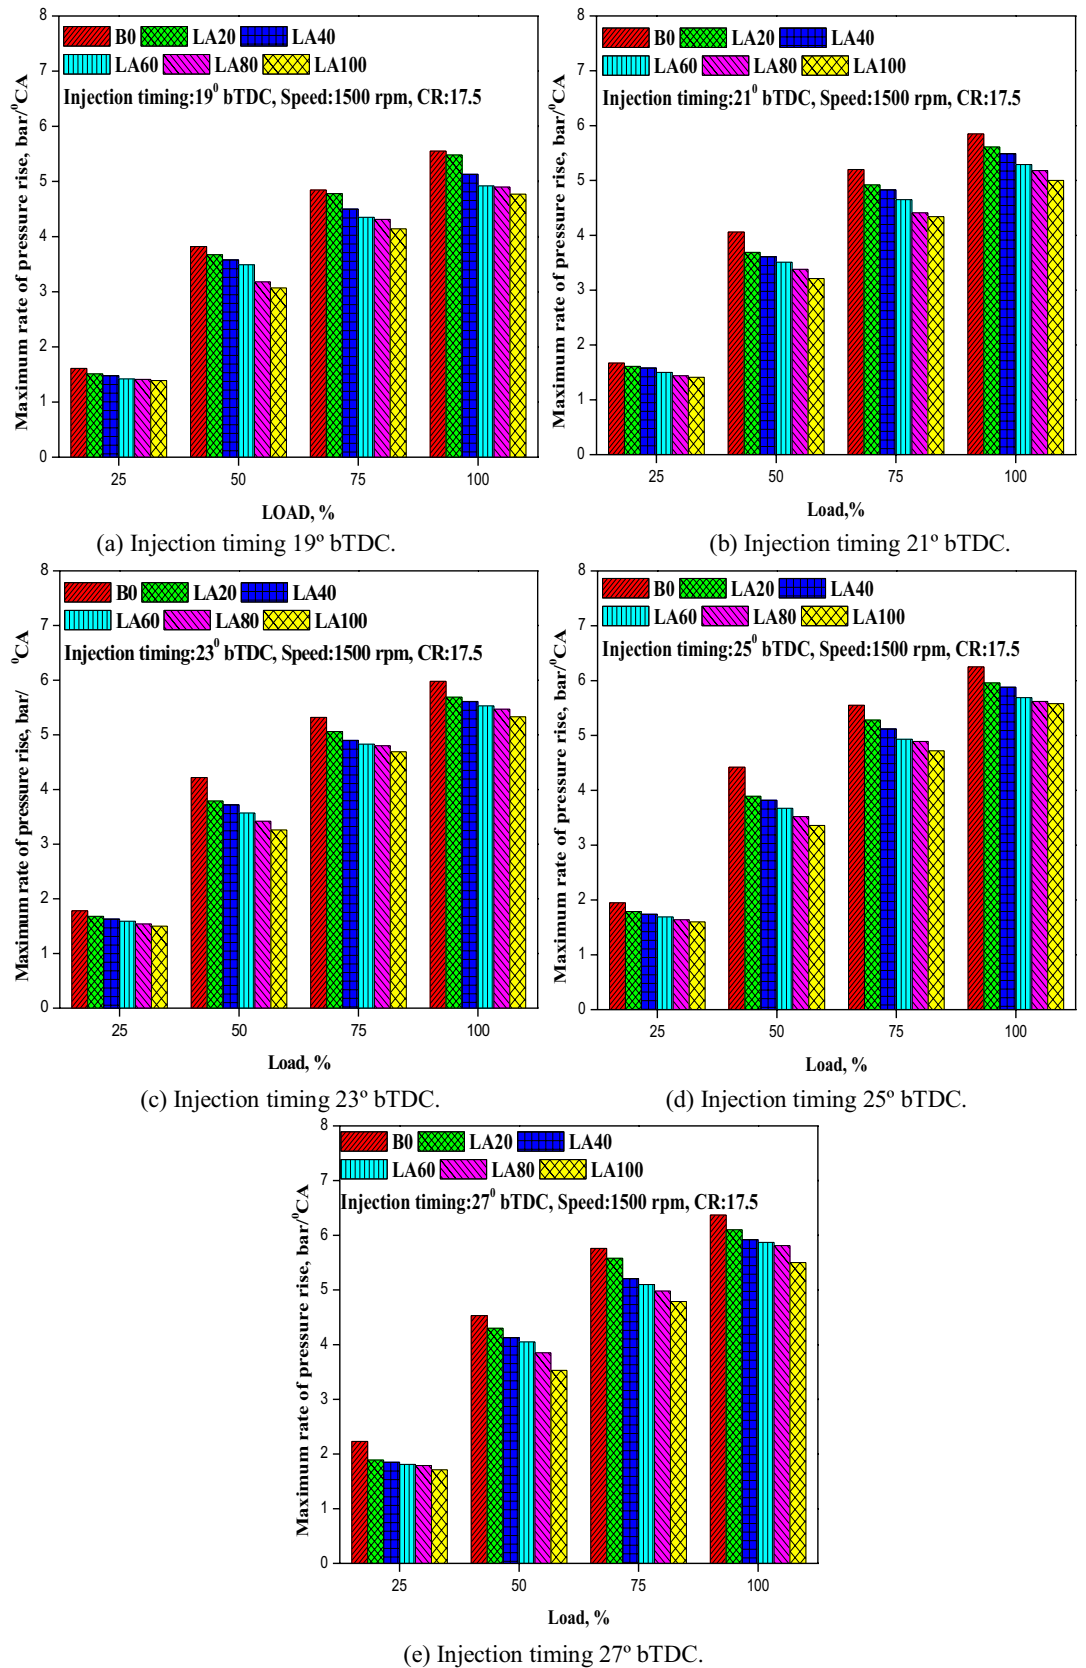 B0 LA20 LA40
LA60 LA80 LA100
Injection timing:19⁰ bTDC, Speed:1500 rpm, CR:17.5
Maximum rate of pressure rise, bar/⁰CA
8
7
6
5
4
3
2
1
0
25 50 75 100
LOAD, %
(a) Injection timing 19º bTDC.
B0 LA20 LA40
LA60 LA80 LA100
Injection timing:21⁰ bTDC, Speed:1500 rpm, CR:17.5
Maximum rate of pressure rise, bar/⁰CA
8
7
6
5
4
3
2
1
0
25 50 75 100
Load,%
(b) Injection timing 21º bTDC.
B0 LA20 LA40
LA60 LA80 LA100
Injection timing:23⁰ bTDC, Speed:1500 rpm, CR:17.5
Maximum rate of pressure rise, bar/ ⁰CA
8
7
6
5
4
3
2
1
0
25 50 75 100
Load, %
(c) Injection timing 23º bTDC.
B0 LA20 LA40
LA60 LA80 LA100
Injection timing:25⁰ bTDC, Speed:1500 rpm, CR:17.5
Maximum rate of pressure rise, bar/⁰CA
8
7
6
5
4
3
2
1
0
25 50 75 100
Load, %
(d) Injection timing 25º bTDC.
B0 LA20 LA40
LA60 LA80 LA100
Injection timing:27⁰ bTDC, Speed:1500 rpm, CR:17.5
Maximum rate of pressure rise, bar/⁰CA
8
7
6
5
4
3
2
1
0
25 50 75 100
Load, %
(e) Injection timing 27º bTDC.